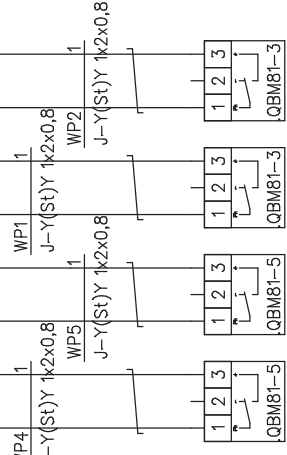 WP2 1
J-Y(St)Y 1x2x0,8
3
2
1
.QBM81-3
WP1 1
J-Y(St)Y 1x2x0,8
3
2
1
.QBM81-3
WP5 1
J-Y(St)Y 1x2x0,8
3
2
1
.QBM81-5
P4 1
-Y(St)Y 1x2x0,8
3
2
1
.QBM81-5